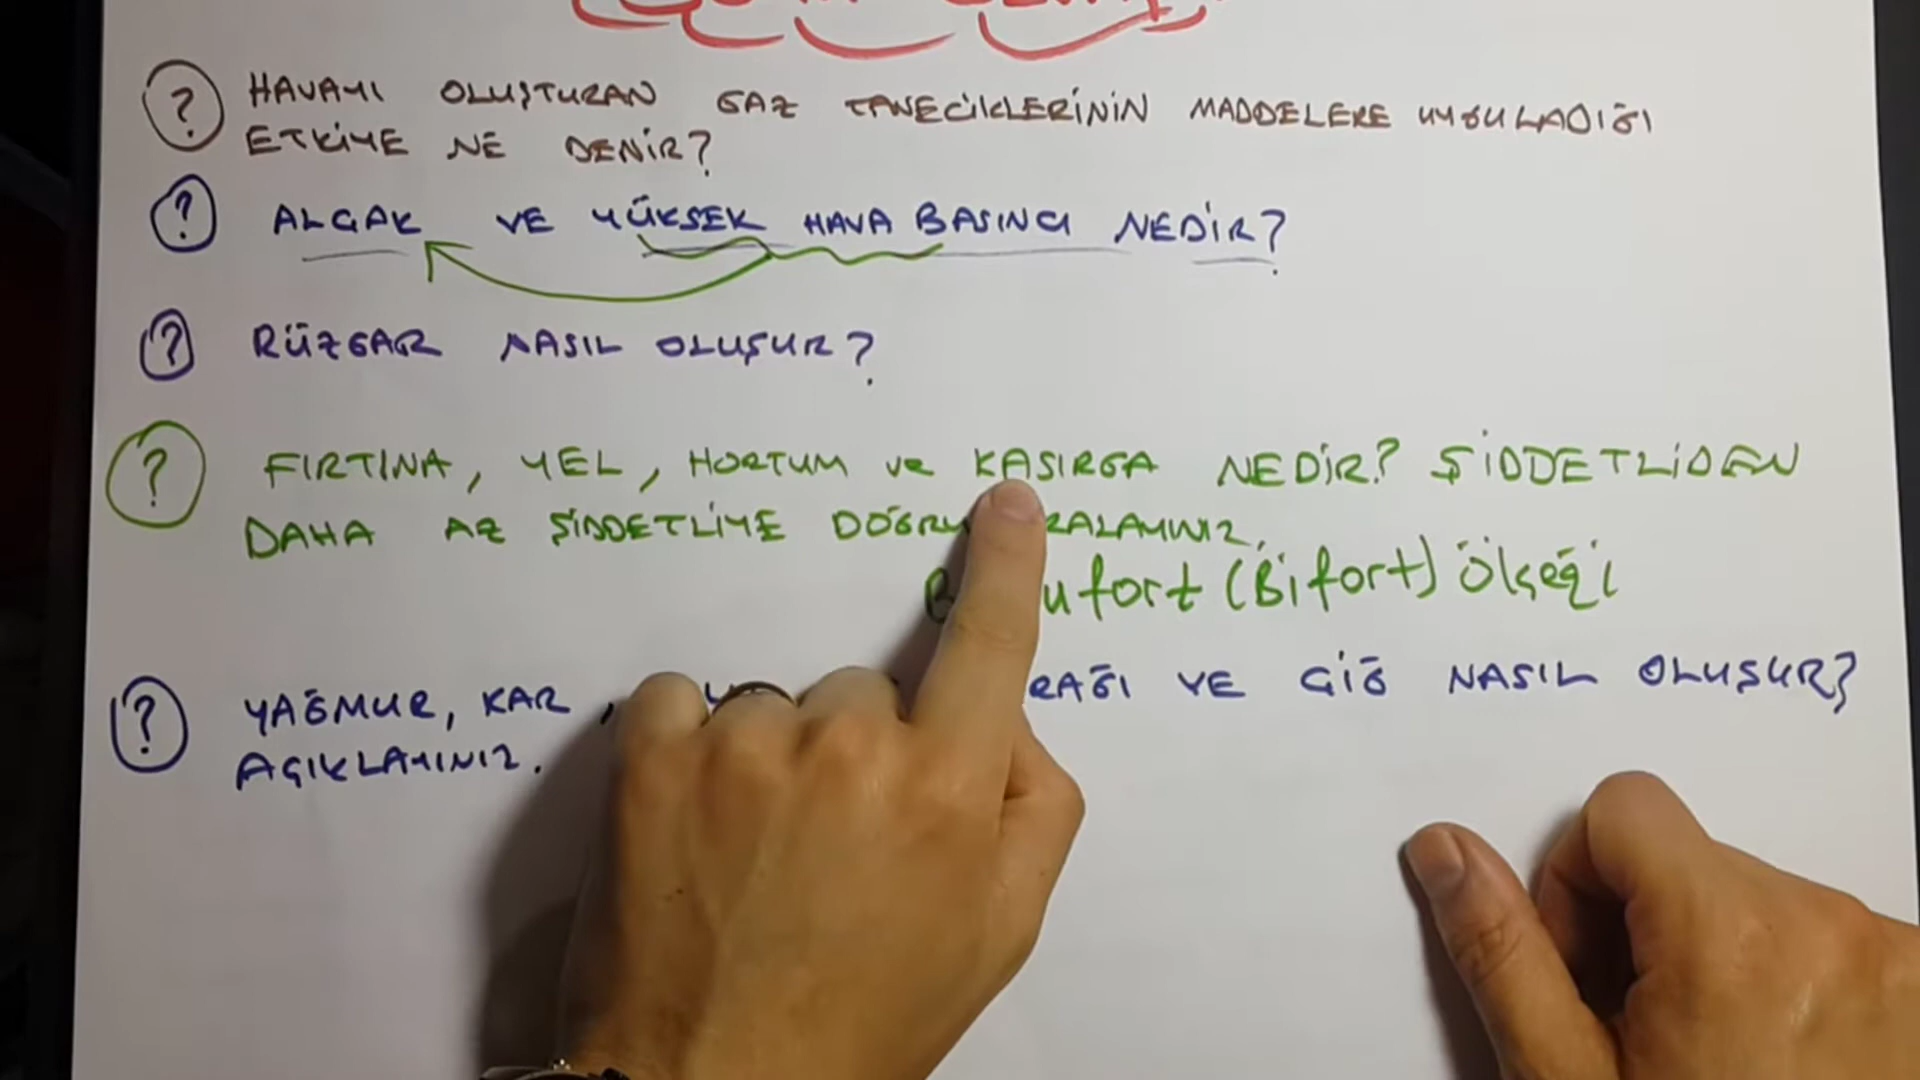 ? HAVAYI OLUŞTURAN GAZ TANECİKLERİNİN MADDELERE UYGULADIĞI
ETKİYE NE DENİR?
? ALÇAK VE YÜKSEK HAVA BASINCI NEDİR?
? RÜZGAR NASIL OLUŞUR?
? FIRTINA, YEL, HORTUM ve KASIRGA NEDİR? ŞİDDETLİDEN
DAHA AZ ŞİDDETLİYE
ufort (Bifort) Ölçeği
? YAĞMUR, KAR, VE ÇİĞ NASIL OLUŞUR?
AÇIKLAYINIZ.